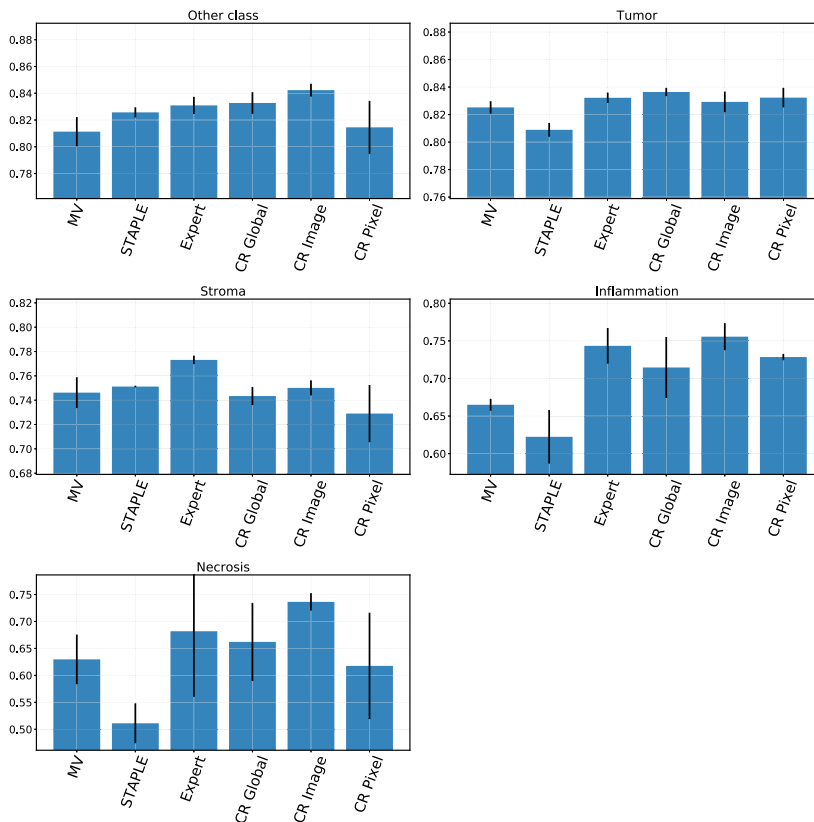 Other class
0.88
0.86
0.84
0.82
0.80
0.78
MV
STAPLE
Expert
CR Global
CR Image
CR Pixel
Tumor
0.88
0.86
0.84
0.82
0.80
0.78
0.76
MV
STAPLE
Expert
CR Global
CR Image
CR Pixel
Stroma
0.82
0.80
0.78
0.76
0.74
0.72
0.70
0.68
MV
STAPLE
Expert
CR Global
CR Image
CR Pixel
Inflammation
0.80
0.75
0.70
0.65
0.60
MV
STAPLE
Expert
CR Global
CR Image
CR Pixel
Necrosis
0.75
0.70
0.65
0.60
0.55
0.50
MV
STAPLE
Expert
CR Global
CR Image
CR Pixel